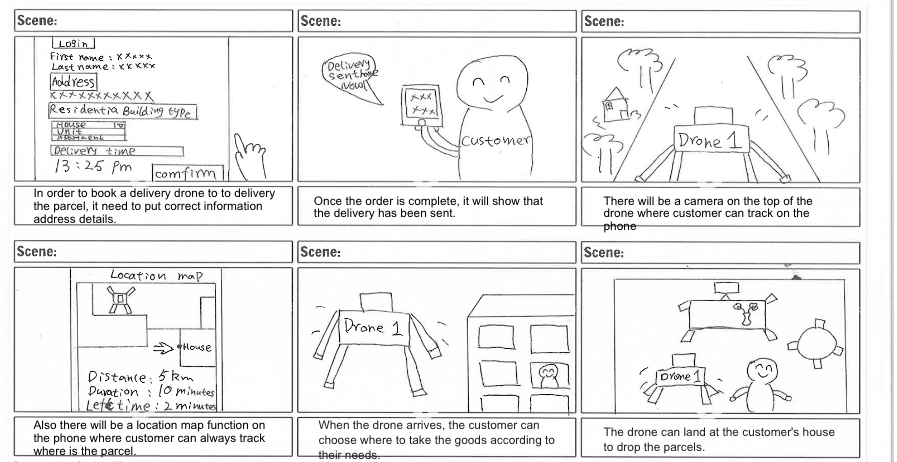 Scene:
Scene:
Scene:
Login
First name : xxxxx
Last name : xxxxx
Address
xxxxxxxxxxx
Residentia Building type
House
Unit
Delivery time
13:25 pm
comfirm
Delivery
sent
Now!
xxx
xxx
customer
Drone 1
In order to book a delivery drone to to delivery
the parcel, it need to put correct information
address details.
Once the order is complete, it will show that
the delivery has been sent.
There will be a camera on the top of the
drone where customer can track on the
phone
Scene:
Scene:
Scene:
Location map
House
Distance: 5km
Duration : 10 minutes
Left time : 2 minutes
Drone 1
Drone 1
Also there will be a location map function on
the phone where customer can always track
where is the parcel.
When the drone arrives, the customer can
choose where to take the goods according to
their needs.
The drone can land at the customer's house
to drop the parcels.